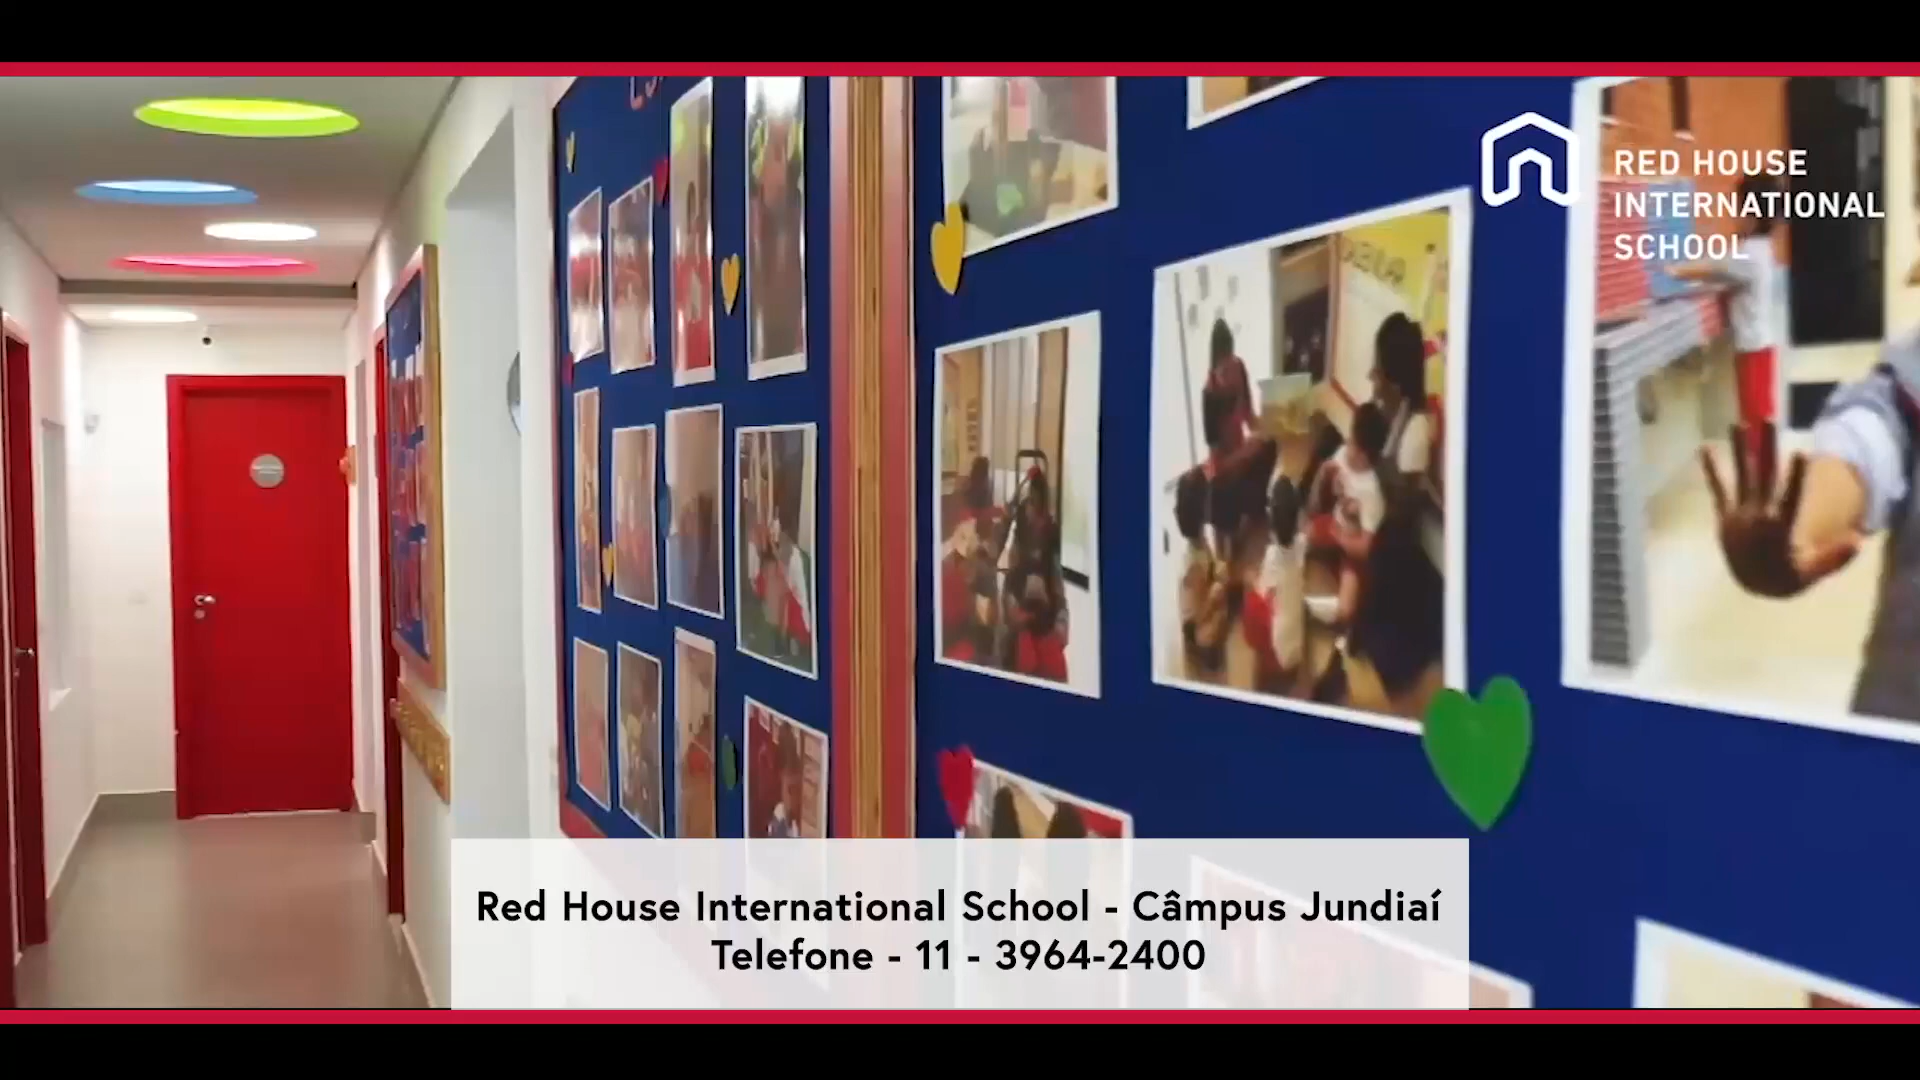 RED HOUSE
INTERNATIONAL
SCHOOL
Red House International School - Câmpus Jundiaí
Telefone - 11 - 3964-2400